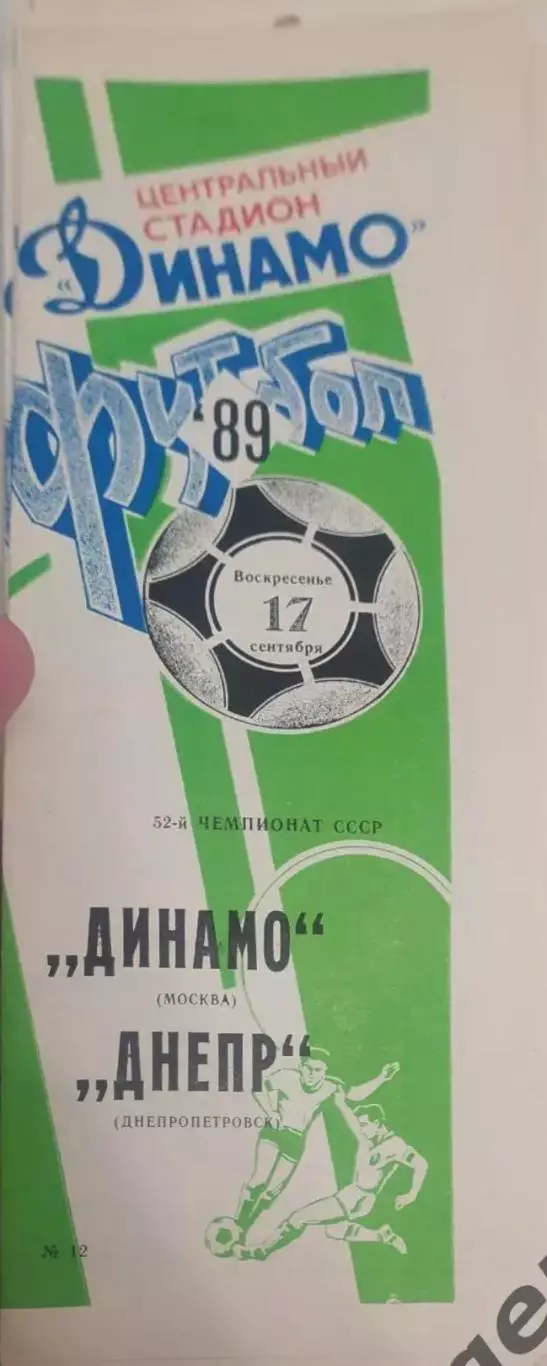 ЦЕНТРАЛЬНЫЙ
СТАДИОН
„ДИНАМО"
ФУТБОЛ
'89
Воскресенье
17
сентября
52-й ЧЕМПИОНАТ СССР
„ДИНАМО“
(МОСКВА)
„ДНЕПР“
(ДНЕПРОПЕТРОВСК)
№ 12